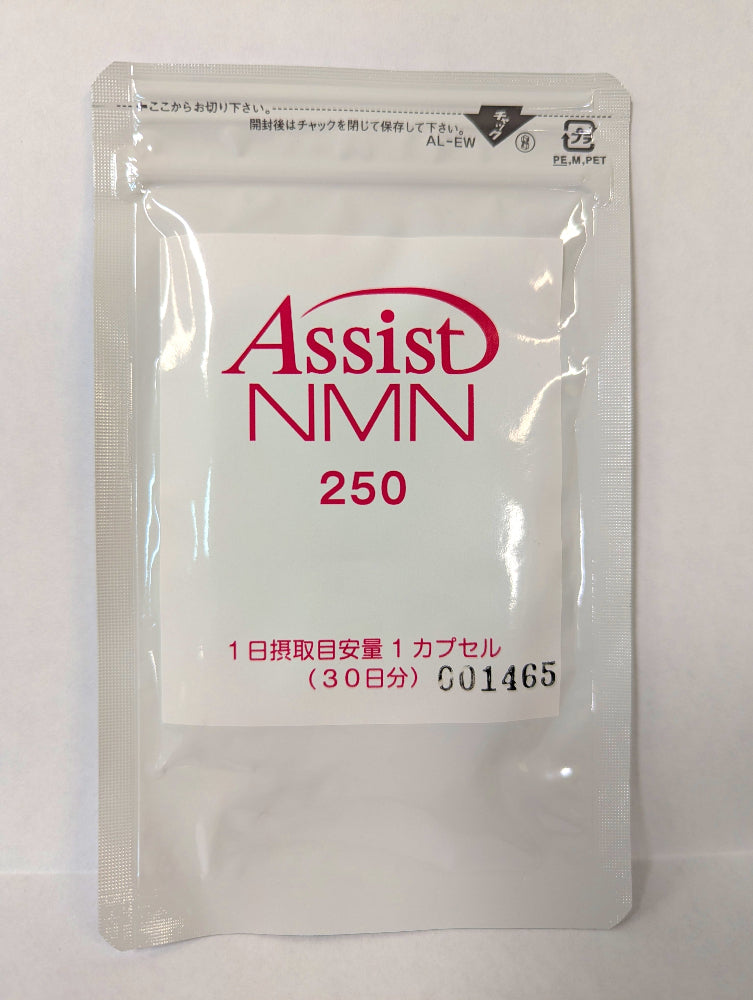 ここからお切り下さい。
開封後はチャックを閉じて保存して下さい。
チャック
AL-EW
プラ
PE,M,PET
Assist
NMN
250
1日摂取目安量1カプセル
(30日分) 001465